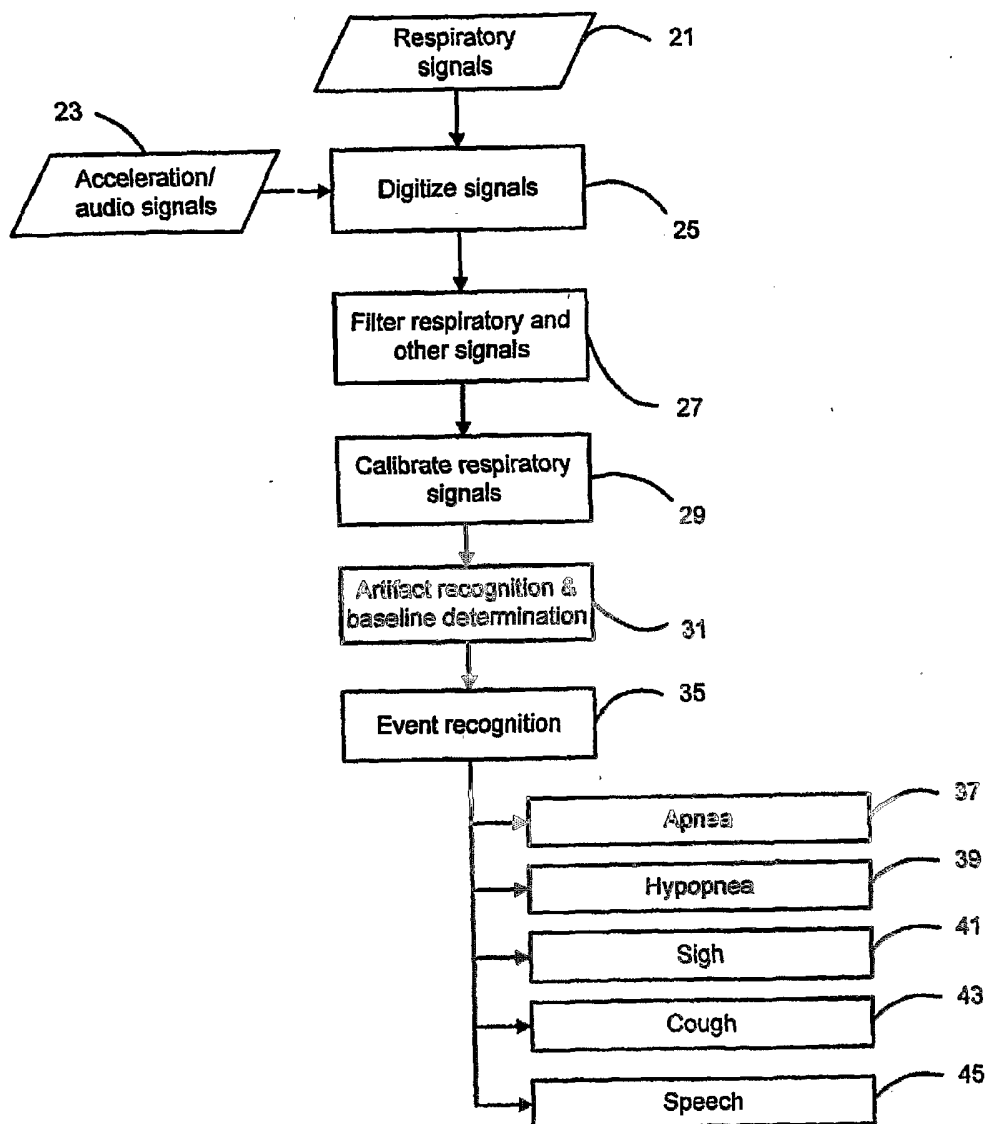 Respiratory
signals
21
23
Acceleration/
audio signals
Digitize signals
25
Filter respiratory and
other signals
27
Calibrate respiratory
signals
29
Artifact recognition &
baseline determination
31
35
Event recognition
37
Apnea
39
Hypopnea
41
Sigh
43
Cough
45
Speech